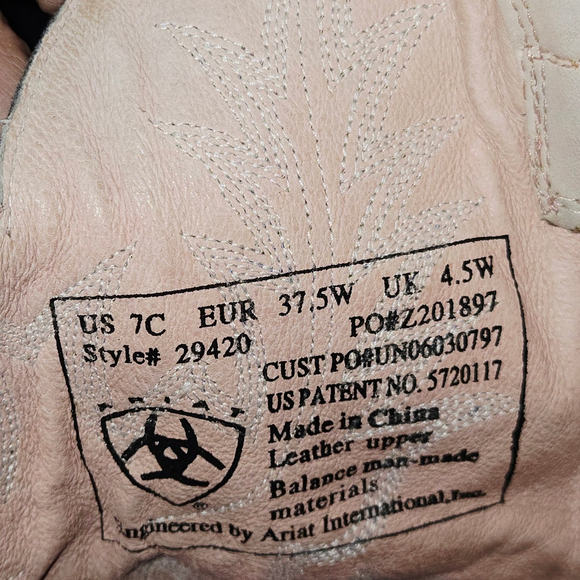 US 7C EUR 37.5W UK 4.5W
Style# 29420 PO#Z201897
CUST PO#UN06030797
US PATENT NO. 5720117
Made in China
Leather upper
Balance man-made
materials
Engineered by Ariat International, Inc.